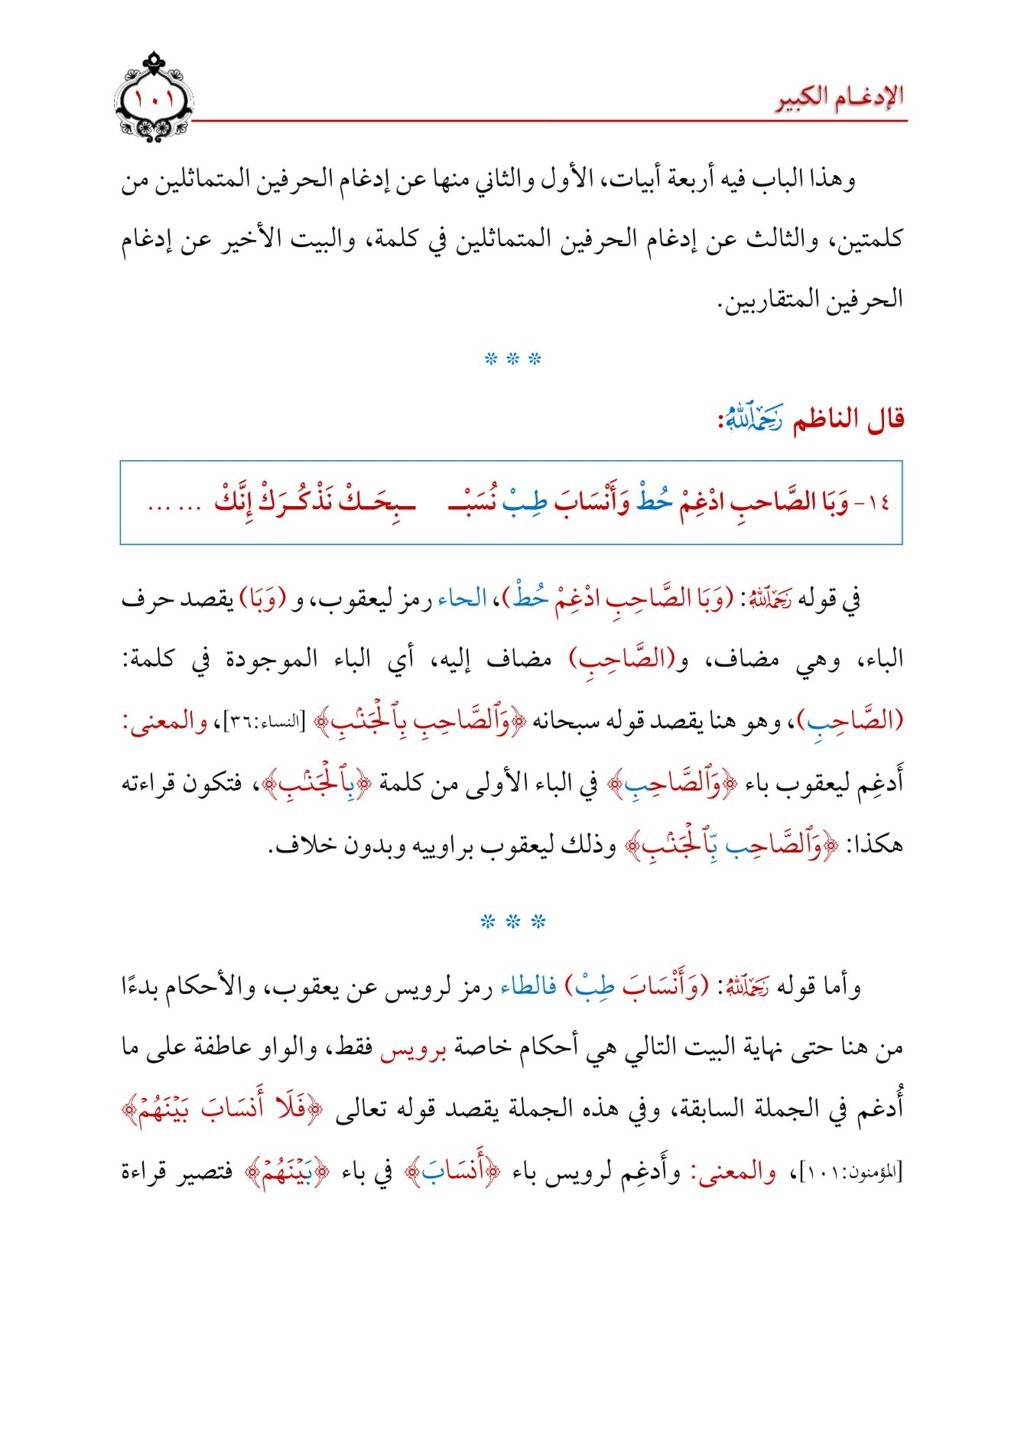 الإدغام الكبير
١٠١
وهذا الباب فيه أربعة أبيات، الأول والثاني منها عن إدغام الحرفين المتماثلين من
كلمتين، والثالث عن إدغام الحرفين المتماثلين في كلمة، والبيت الأخير عن إدغام
الحرفين المتقاربين.
* * *
قال الناظم رَحِمَهُ ٱللَّهُ:
١٤- وَبَا الصَّاحبِ ادْغِمْ حُطْ وَأَنْسَابَ طِبْ نُسَبْـ ـبِحَـكْ نَذْكُـرَكْ إِنَّكْ ... ...
في قوله رَحِمَهُ ٱللَّهُ: (وَبَا الصَّاحِبِ ادْغِمْ حُطْ)، الحاء رمز ليعقوب، و (وَبَا) يقصد حرف
الباء، وهي مضاف، و(الصَّاحِبِ) مضاف إليه، أي الباء الموجودة في كلمة:
(الصَّاحِبِ)، وهو هنا يقصد قوله سبحانه ﴿وَٱلصَّاحِبِ بِٱلْجَنۢبِ﴾ [النساء:٣٦]، والمعنى:
أَدغِم ليعقوب باء ﴿وَٱلصَّاحِبِ﴾ في الباء الأولى من كلمة ﴿بِٱلْجَنۢبِ﴾، فتكون قراءته
هكذا: ﴿وَٱلصَّاحِب بِّٱلْجَنۢبِ﴾ وذلك ليعقوب براوييه وبدون خلاف.
* * *
وأما قوله رَحِمَهُ ٱللَّهُ: (وَأَنْسَابَ طِبْ) فالطاء رمز لرويس عن يعقوب، والأحكام بدءًا
من هنا حتى نهاية البيت التالي هي أحكام خاصة برويس فقط، والواو عاطفة على ما
أُدغم في الجملة السابقة، وفي هذه الجملة يقصد قوله تعالى ﴿فَلَا أَنسَابَ بَيْنَهُمْ﴾
[المؤمنون:١٠١]، والمعنى: وأَدغِم لرويس باء ﴿أَنسَابَ﴾ في باء ﴿بَيْنَهُمْ﴾ فتصير قراءة